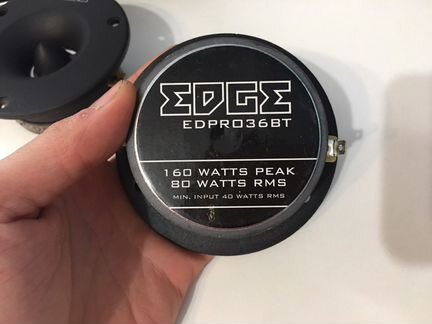 EDGE
EDPRO36BT
160 WATTS PEAK
80 WATTS RMS
MIN. INPUT 40 WATTS RMS